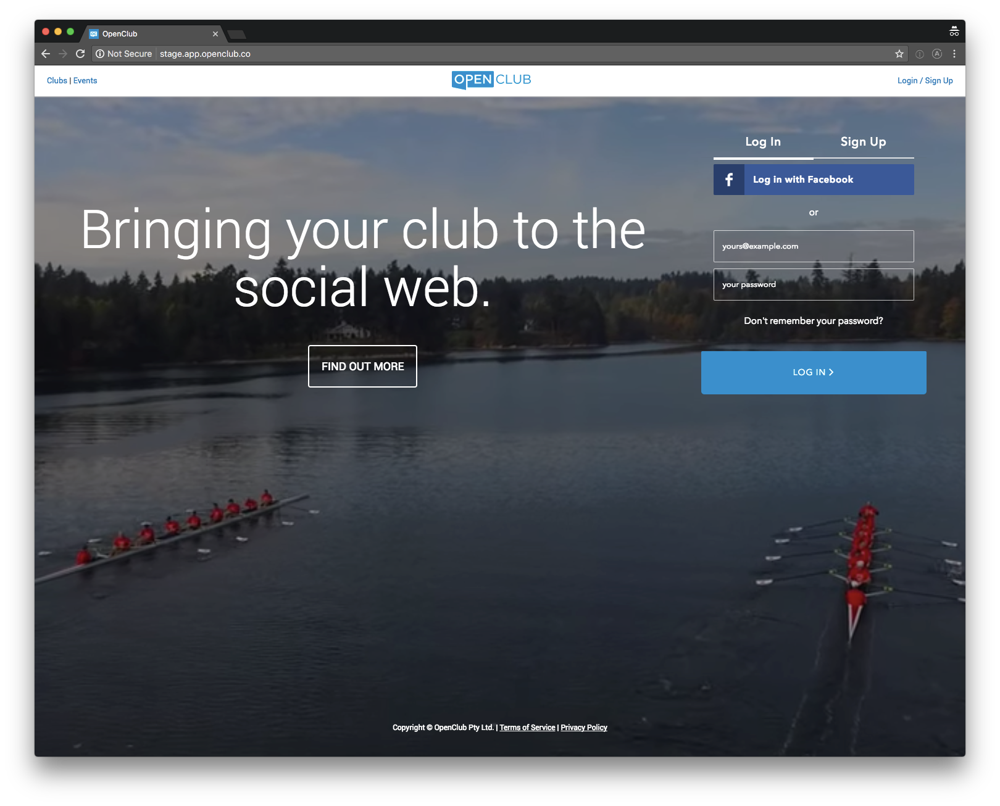 OpenClub
Not Secure stage.app.openclub.co
Clubs | Events
OPEN CLUB
Login / Sign Up
Log In Sign Up
f Log in with Facebook
or
yours@example.com
your password
Don't remember your password?
LOG IN >
Bringing your club to the
social web.
FIND OUT MORE
Copyright © OpenClub Pty Ltd. | Terms of Service | Privacy Policy